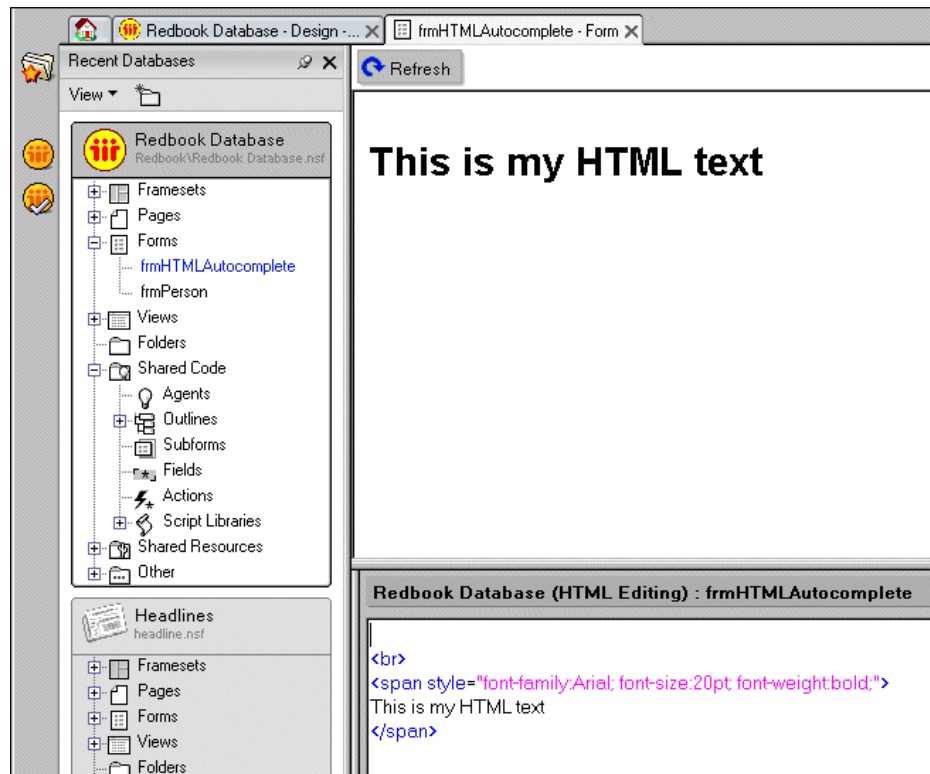 Redbook Database - Design -...
frmHTMLAutocomplete - Form
Recent Databases
View
Redbook Database
Redbook\Redbook Database.nsf
Framesets
Pages
Forms
frmHTMLAutocomplete
frmPerson
Views
Folders
Shared Code
Agents
Outlines
Subforms
Fields
Actions
Script Libraries
Shared Resources
Other
Headlines
headline.nsf
Framesets
Pages
Forms
Views
Folders
Refresh
This is my HTML text
Redbook Database (HTML Editing) : frmHTMLAutocomplete
<br>
<span style="font-family:Arial; font-size:20pt; font-weight:bold;">
This is my HTML text
</span>